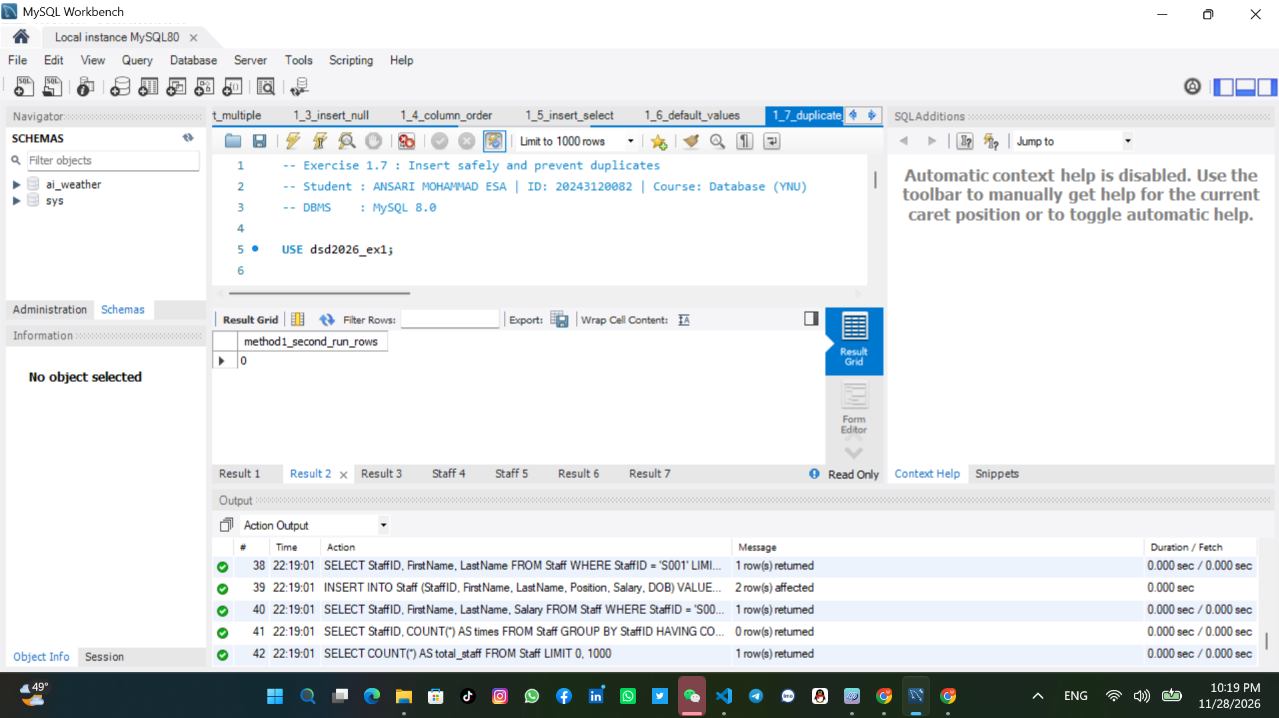 MySQL Workbench
Local instance MySQL80
File Edit View Query Database Server Tools Scripting Help
Navigator
SCHEMAS
Filter objects
ai_weather
sys
Administration Schemas
Information
No object selected
Object Info Session
t_multiple 1_3_insert_null 1_4_column_order 1_5_insert_select 1_6_default_values 1_7_duplicate
Limit to 1000 rows
1 -- Exercise 1.7 : Insert safely and prevent duplicates
2 -- Student : ANSARI MOHAMMAD ESA | ID: 20243120082 | Course: Database (YNU)
3 -- DBMS : MySQL 8.0
4
5 USE dsd2026_ex1;
6
Result Grid Filter Rows: Export: Wrap Cell Content:
method1_second_run_rows
0
Result Grid
Form Editor
Result 1 Result 2 Result 3 Staff 4 Staff 5 Result 6 Result 7
Read Only
SQLAdditions
Jump to
Automatic context help is disabled. Use the
toolbar to manually get help for the current
caret position or to toggle automatic help.
Context Help Snippets
Output
Action Output
# Time Action Message Duration / Fetch
38 22:19:01 SELECT StaffID, FirstName, LastName FROM Staff WHERE StaffID = 'S001' LIMI... 1 row(s) returned 0.000 sec / 0.000 sec
39 22:19:01 INSERT INTO Staff (StaffID, FirstName, LastName, Position, Salary, DOB) VALUE... 2 row(s) affected 0.000 sec
40 22:19:01 SELECT StaffID, FirstName, LastName, Salary FROM Staff WHERE StaffID = 'S00... 1 row(s) returned 0.000 sec / 0.000 sec
41 22:19:01 SELECT StaffID, COUNT(*) AS times FROM Staff GROUP BY StaffID HAVING CO... 0 row(s) returned 0.000 sec / 0.000 sec
42 22:19:01 SELECT COUNT(*) AS total_staff FROM Staff LIMIT 0, 1000 1 row(s) returned 0.000 sec / 0.000 sec
49°
ENG
10:19 PM
11/28/2026